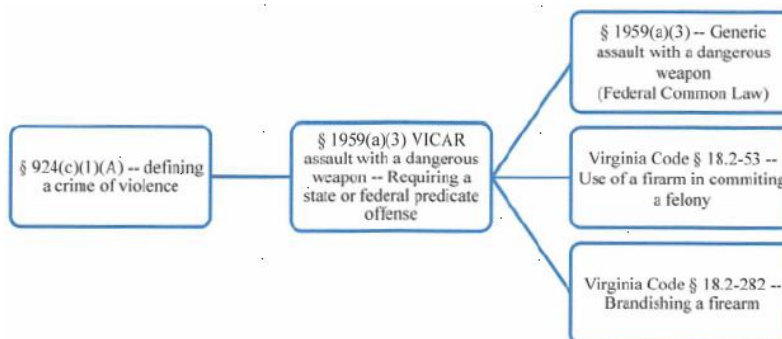 § 924(c)(1)(A) -- defining
a crime of violence
§ 1959(a)(3) VICAR
assault with a dangerous
weapon -- Requiring a
state or federal predicate
offense
§ 1959(a)(3) -- Generic
assault with a dangerous
weapon
(Federal Common Law)
Virginia Code § 18.2-53 --
Use of a firarm in commiting
a felony
Virginia Code § 18.2-282 --
Brandishing a firearm